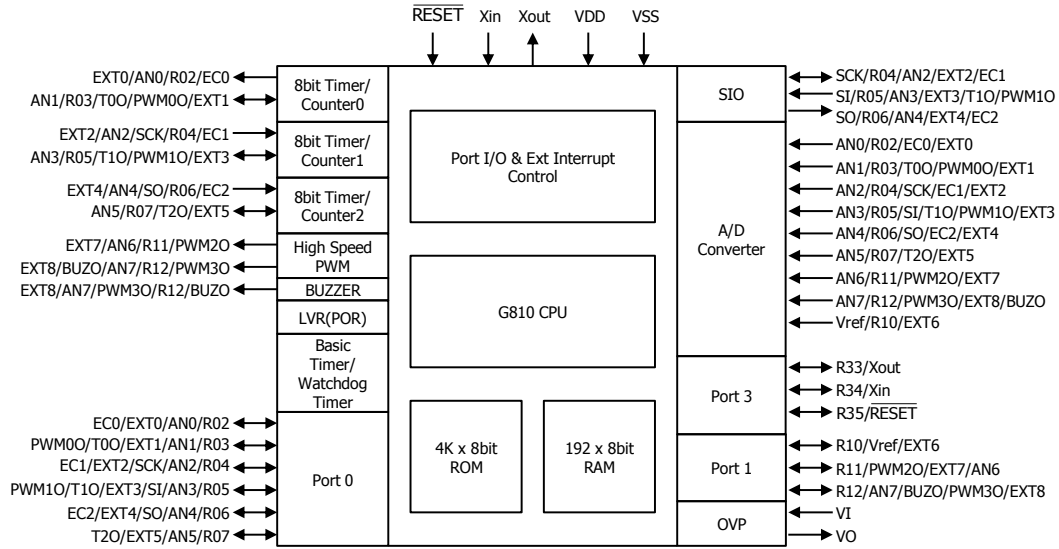 RESET Xin Xout VDD VSS
EXT0/AN0/R02/EC0
AN1/R03/T0O/PWM0O/EXT1
8bit Timer/
Counter0
EXT2/AN2/SCK/R04/EC1
AN3/R05/T1O/PWM1O/EXT3
8bit Timer/
Counter1
EXT4/AN4/SO/R06/EC2
AN5/R07/T2O/EXT5
8bit Timer/
Counter2
EXT7/AN6/R11/PWM2O
EXT8/BUZO/AN7/R12/PWM3O
High Speed
PWM
EXT8/AN7/PWM3O/R12/BUZO
BUZZER
LVR(POR)
Basic
Timer/
Watchdog
Timer
EC0/EXT0/AN0/R02
PWM0O/T0O/EXT1/AN1/R03
EC1/EXT2/SCK/AN2/R04
PWM1O/T1O/EXT3/SI/AN3/R05
EC2/EXT4/SO/AN4/R06
T2O/EXT5/AN5/R07
Port 0
Port I/O & Ext Interrupt
Control
G810 CPU
4K x 8bit
ROM
192 x 8bit
RAM
SIO
SCK/R04/AN2/EXT2/EC1
SI/R05/AN3/EXT3/T1O/PWM1O
SO/R06/AN4/EXT4/EC2
A/D
Converter
AN0/R02/EC0/EXT0
AN1/R03/T0O/PWM0O/EXT1
AN2/R04/SCK/EC1/EXT2
AN3/R05/SI/T1O/PWM1O/EXT3
AN4/R06/SO/EC2/EXT4
AN5/R07/T2O/EXT5
AN6/R11/PWM2O/EXT7
AN7/R12/PWM3O/EXT8/BUZO
Vref/R10/EXT6
Port 3
R33/Xout
R34/Xin
R35/RESET
Port 1
R10/Vref/EXT6
R11/PWM2O/EXT7/AN6
R12/AN7/BUZO/PWM3O/EXT8
OVP
VI
VO